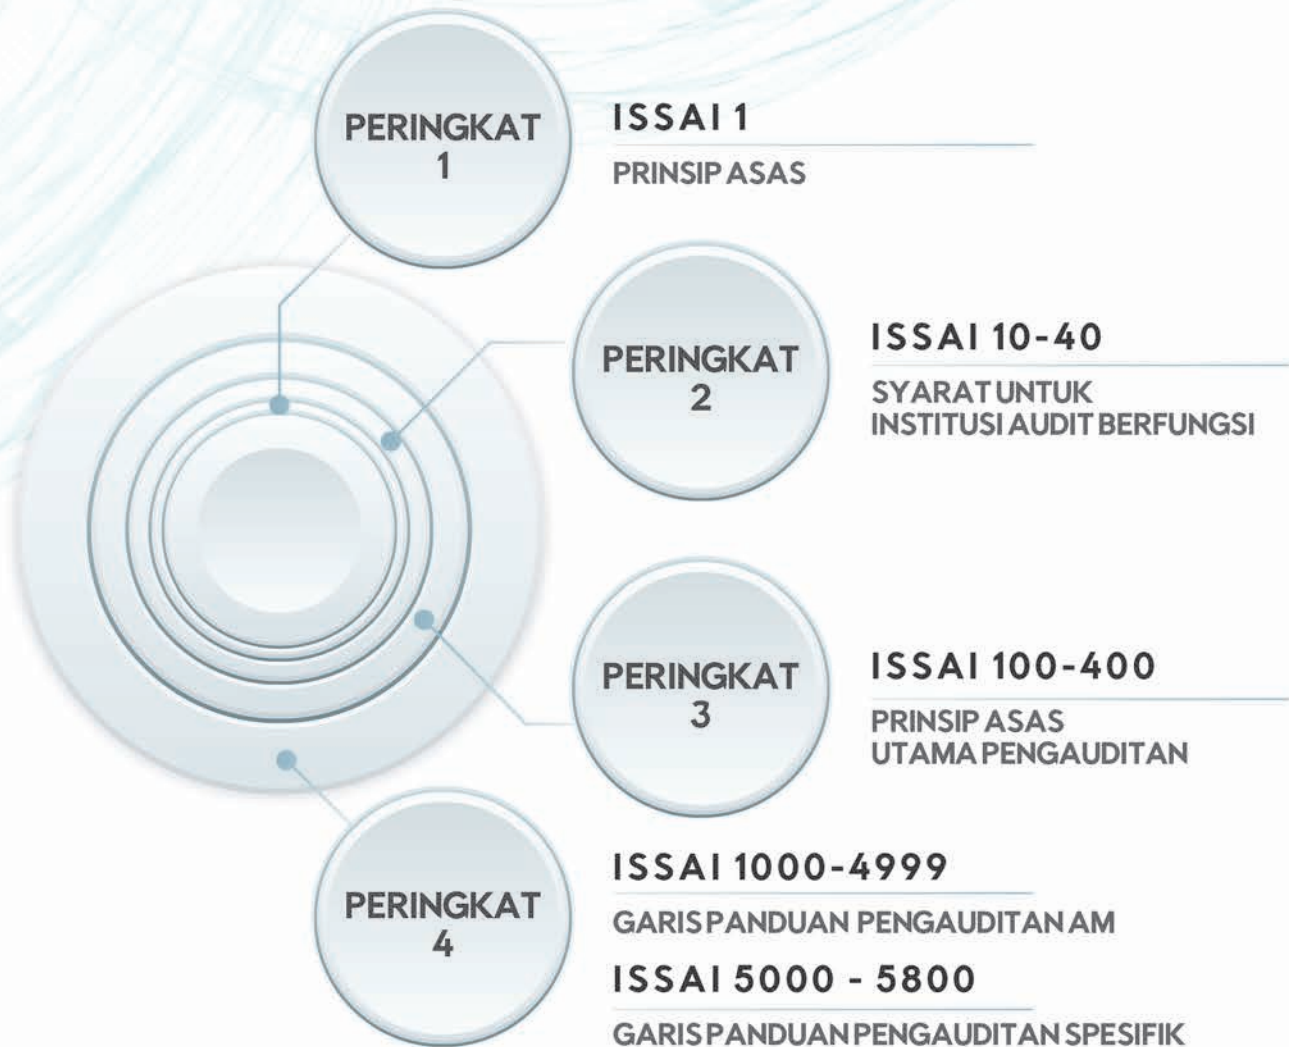 PERINGKAT
1
ISSAI 1
PRINSIP ASAS
PERINGKAT
2
ISSAI 10-40
SYARAT UNTUK
INSTITUSI AUDIT BERFUNGSI
PERINGKAT
3
ISSAI 100-400
PRINSIP ASAS
UTAMA PENGAUDITAN
PERINGKAT
4
ISSAI 1000-4999
GARIS PANDUAN PENGAUDITAN AM
ISSAI 5000 - 5800
GARIS PANDUAN PENGAUDITAN SPESIFIK